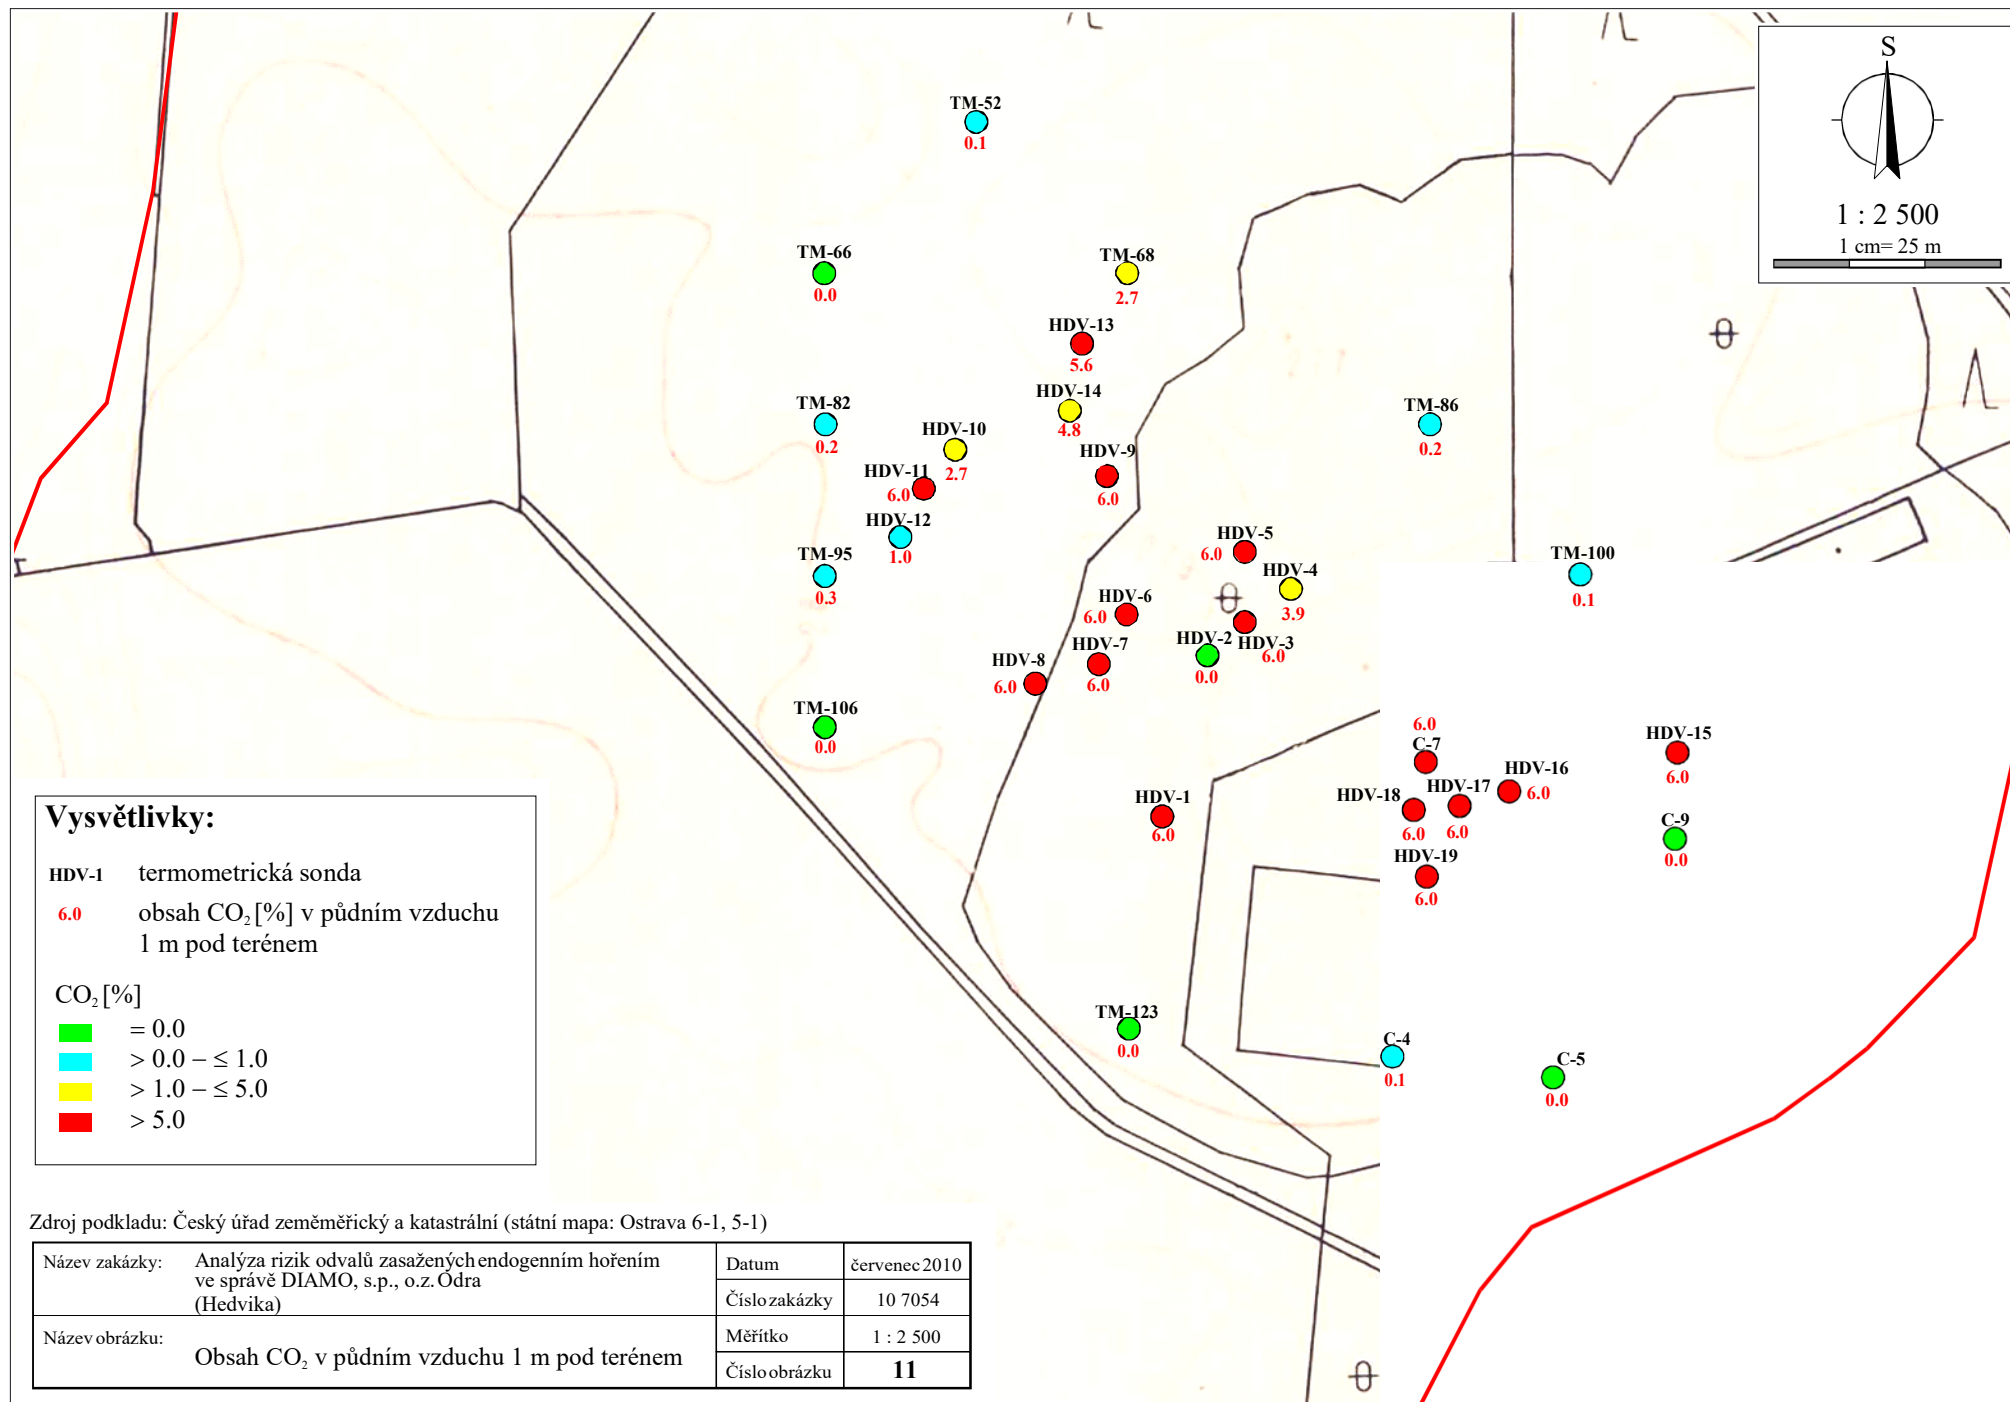 S
1 : 2 500
1 cm= 25 m
TM-52
0.1
TM-66
0.0
TM-68
2.7
HDV-13
5.6
HDV-14
4.8
TM-82
0.2
TM-86
0.2
HDV-10
2.7
HDV-9
6.0
HDV-11
6.0
HDV-12
1.0
HDV-5
6.0
TM-95
0.3
TM-100
0.1
HDV-4
3.9
HDV-6
6.0
HDV-2
0.0
HDV-3
6.0
HDV-7
6.0
HDV-8
6.0
TM-106
0.0
6.0
C-7
HDV-15
6.0
HDV-16
6.0
HDV-17
6.0
HDV-18
6.0
HDV-1
6.0
C-9
0.0
HDV-19
6.0
TM-123
0.0
C-4
0.1
C-5
0.0
Vysvětlivky:
HDV-1 termometrická sonda
6.0 obsah CO₂ [%] v půdním vzduchu
1 m pod terénem
CO₂ [%]
= 0.0
> 0.0 – ≤ 1.0
> 1.0 – ≤ 5.0
> 5.0
Zdroj podkladu: Český úřad zeměměřický a katastrální (státní mapa: Ostrava 6-1, 5-1)
Název zakázky: Analýza rizik odvalů zasažených endogenním hořením
ve správě DIAMO, s.p., o.z. Odra
(Hedvika)
Datum červenec 2010
Číslo zakázky 10 7054
Název obrázku: Obsah CO₂ v půdním vzduchu 1 m pod terénem
Měřítko 1 : 2 500
Číslo obrázku 11